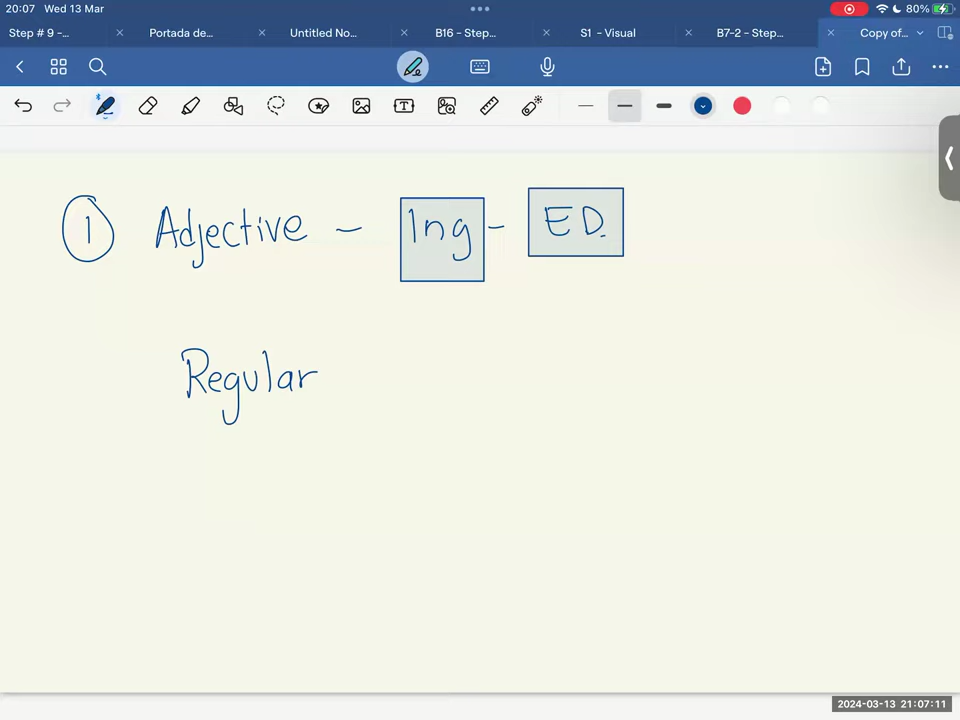 20:07 Wed 13 Mar 80%
Step # 9 -... Portada de... Untitled No... B16 - Step... S1 - Visual B7-2 - Step... Copy of...
1 Adjective - Ing - ED.
Regular
2024-03-13 21:07:11